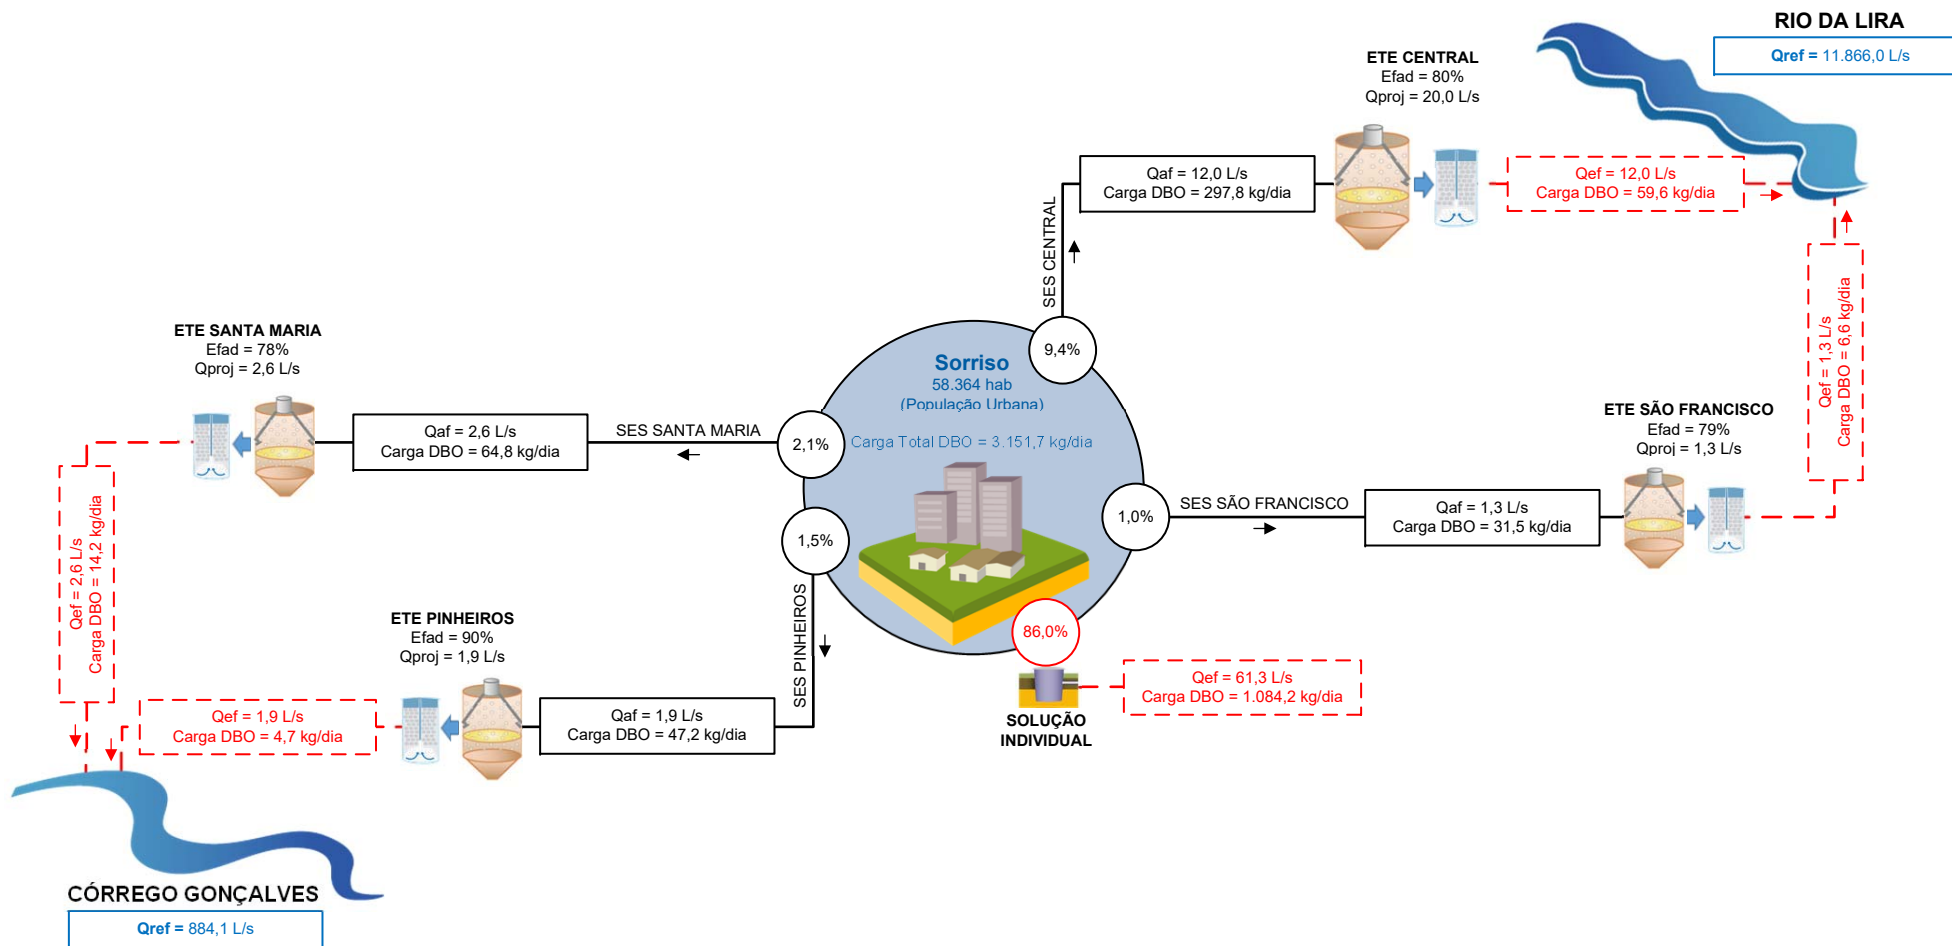 RIO DA LIRA
Qref = 11.866,0 L/s
ETE CENTRAL
Efad = 80%
Qproj = 20,0 L/s
Qaf = 12,0 L/s
Carga DBO = 297,8 kg/dia
Qef = 12,0 L/s
Carga DBO = 59,6 kg/dia
SES CENTRAL
Qef = 1,3 L/s
Carga DBO = 6,6 kg/dia
ETE SANTA MARIA
Efad = 78%
Qproj = 2,6 L/s
9,4%
Sorriso
58.364 hab
(População Urbana)
Carga Total DBO = 3.151,7 kg/dia
Qaf = 2,6 L/s
Carga DBO = 64,8 kg/dia
SES SANTA MARIA
2,1%
ETE SÃO FRANCISCO
Efad = 79%
Qproj = 1,3 L/s
1,0%
SES SÃO FRANCISCO
Qaf = 1,3 L/s
Carga DBO = 31,5 kg/dia
1,5%
Qef = 2,6 L/s
Carga DBO = 14,2 kg/dia
SES PINHEIROS
ETE PINHEIROS
Efad = 90%
Qproj = 1,9 L/s
86,0%
Qef = 61,3 L/s
Carga DBO = 1.084,2 kg/dia
SOLUÇÃO
INDIVIDUAL
Qef = 1,9 L/s
Carga DBO = 4,7 kg/dia
Qaf = 1,9 L/s
Carga DBO = 47,2 kg/dia
CÓRREGO GONÇALVES
Qref = 884,1 L/s